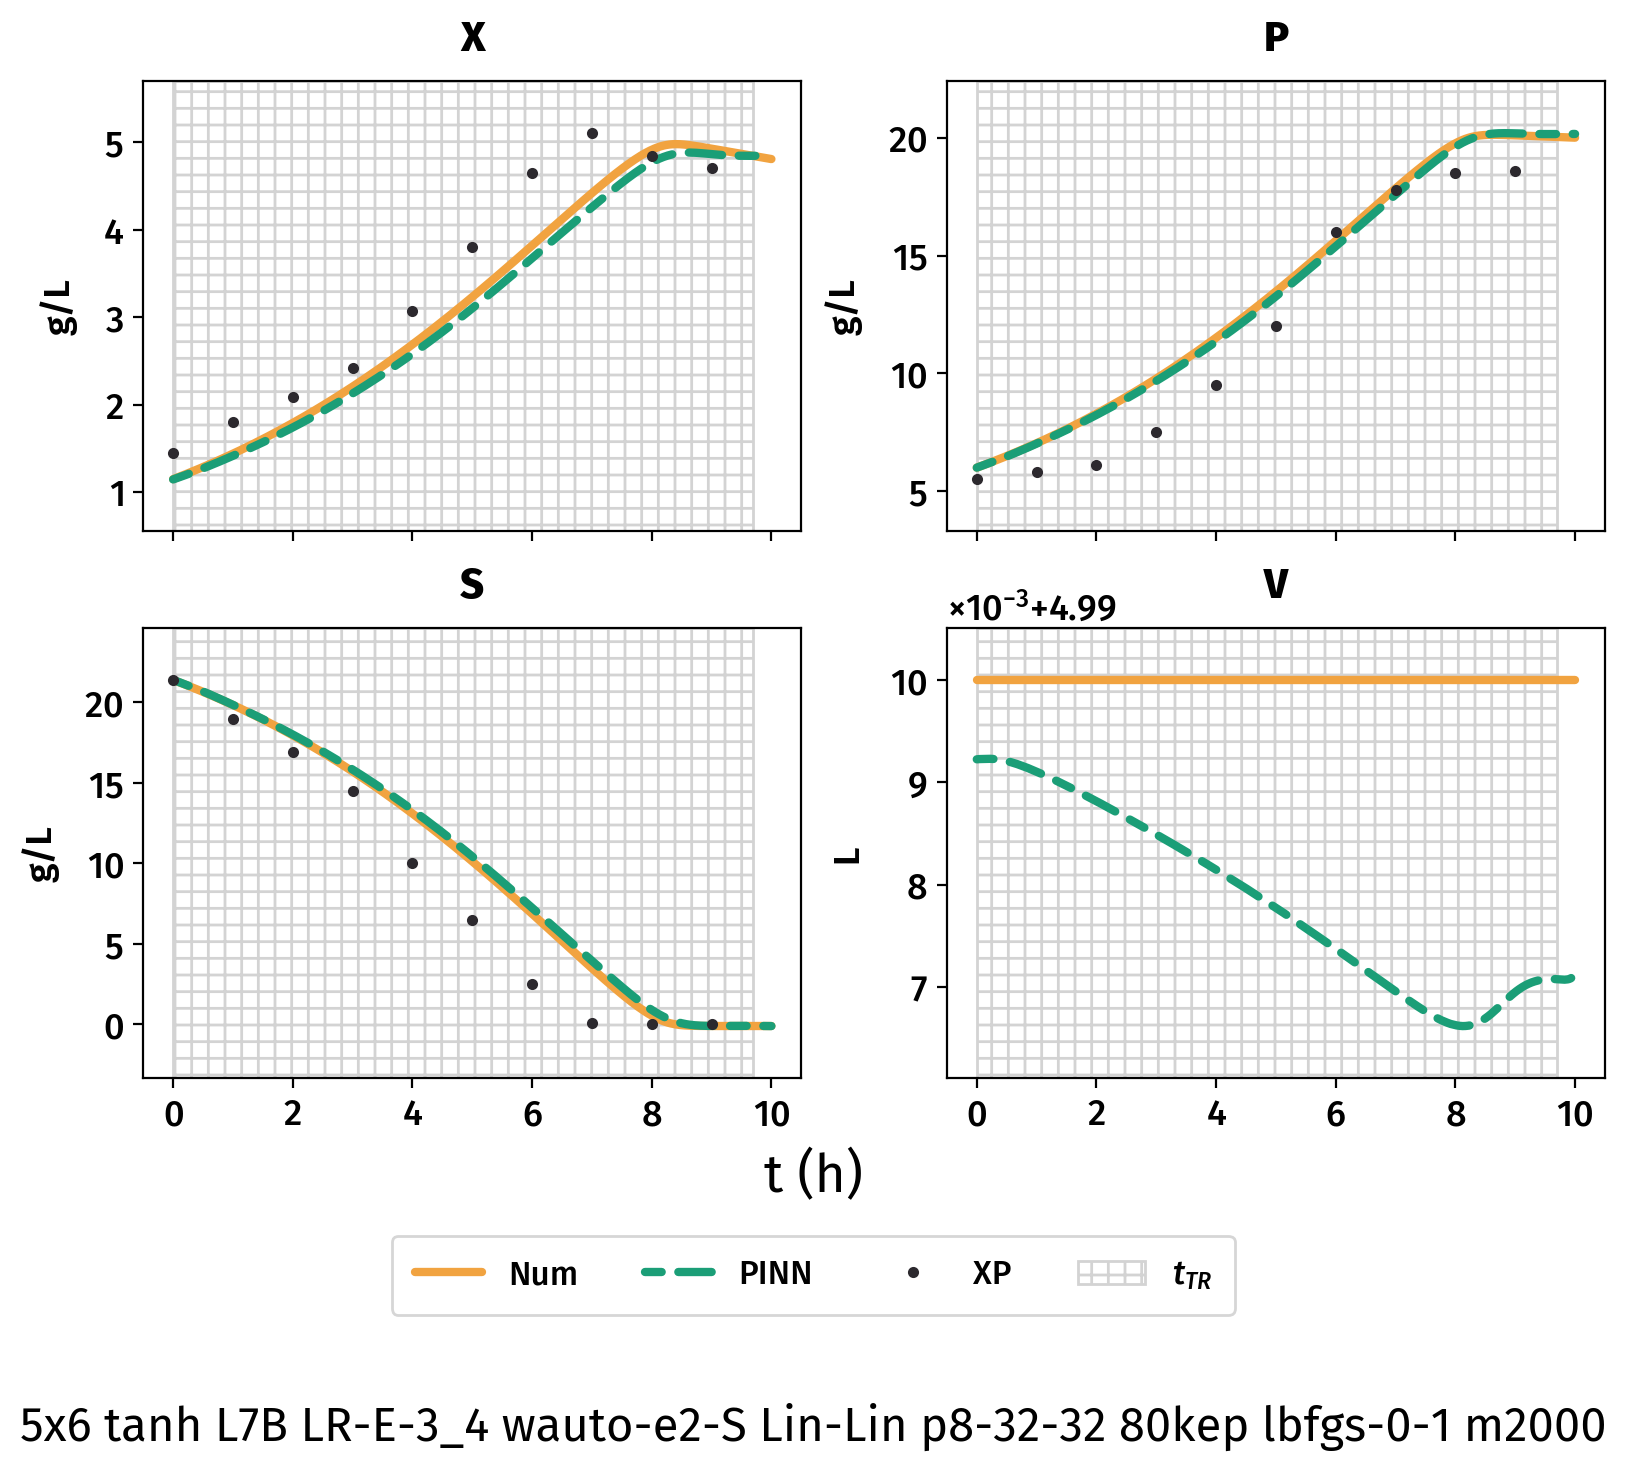 X
P
5
4
3
2
1
g/L
20
15
10
5
g/L
S
V
×10⁻³+4.99
20
15
10
5
0
g/L
10
9
8
7
L
0 2 4 6 8 10
0 2 4 6 8 10
t (h)
Num PINN XP t_TR
5x6 tanh L7B LR-E-3_4 wauto-e2-S Lin-Lin p8-32-32 80kep lbfgs-0-1 m2000